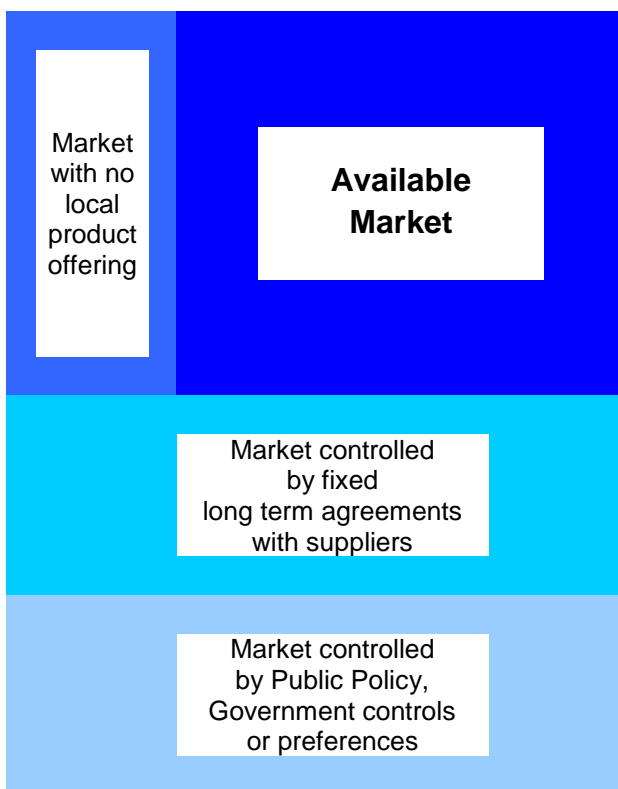 Market
with no
local
product
offering
Available
Market
Market controlled
by fixed
long term agreements
with suppliers
Market controlled
by Public Policy,
Government controls
or preferences